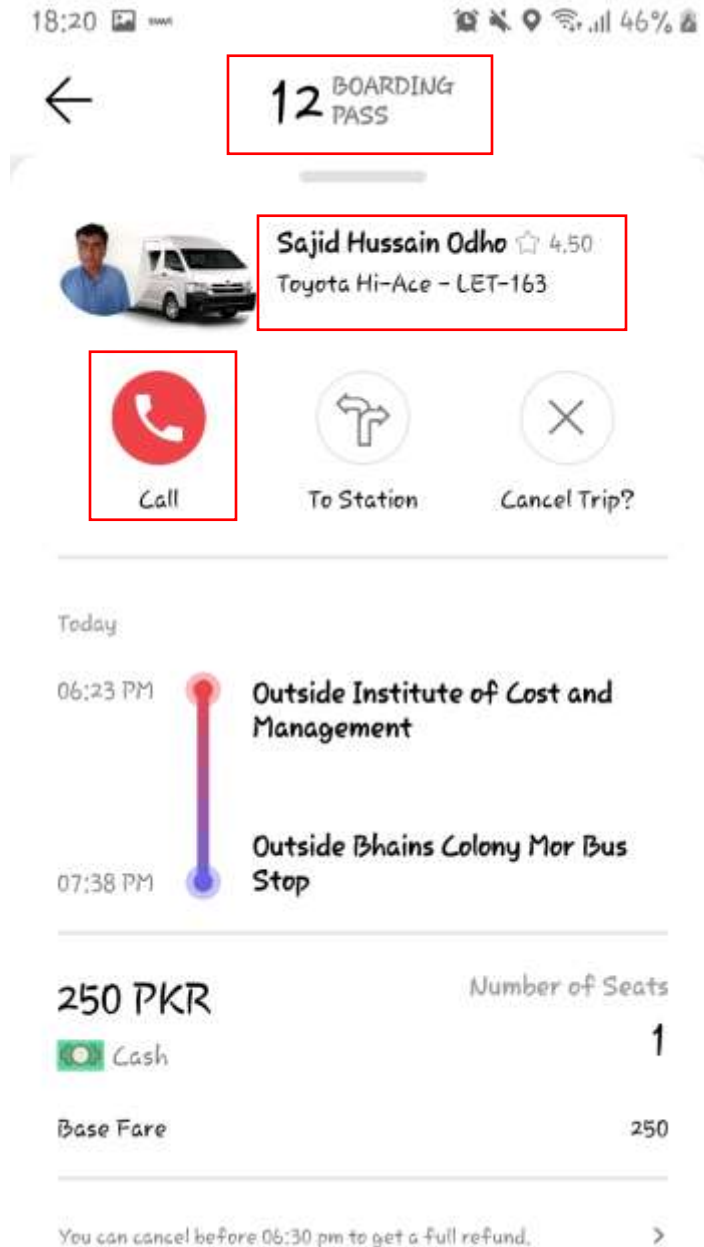 18:20 46%
12 BOARDING
PASS
Sajid Hussain Odho 4.50
Toyota Hi-Ace - LET-163
Call To Station Cancel Trip?
Today
06:23 PM Outside Institute of Cost and
Management
Outside Bhains Colony Mor Bus
07:38 PM Stop
250 PKR Number of Seats
Cash 1
Base Fare 250
You can cancel before 06:30 pm to get a full refund. >